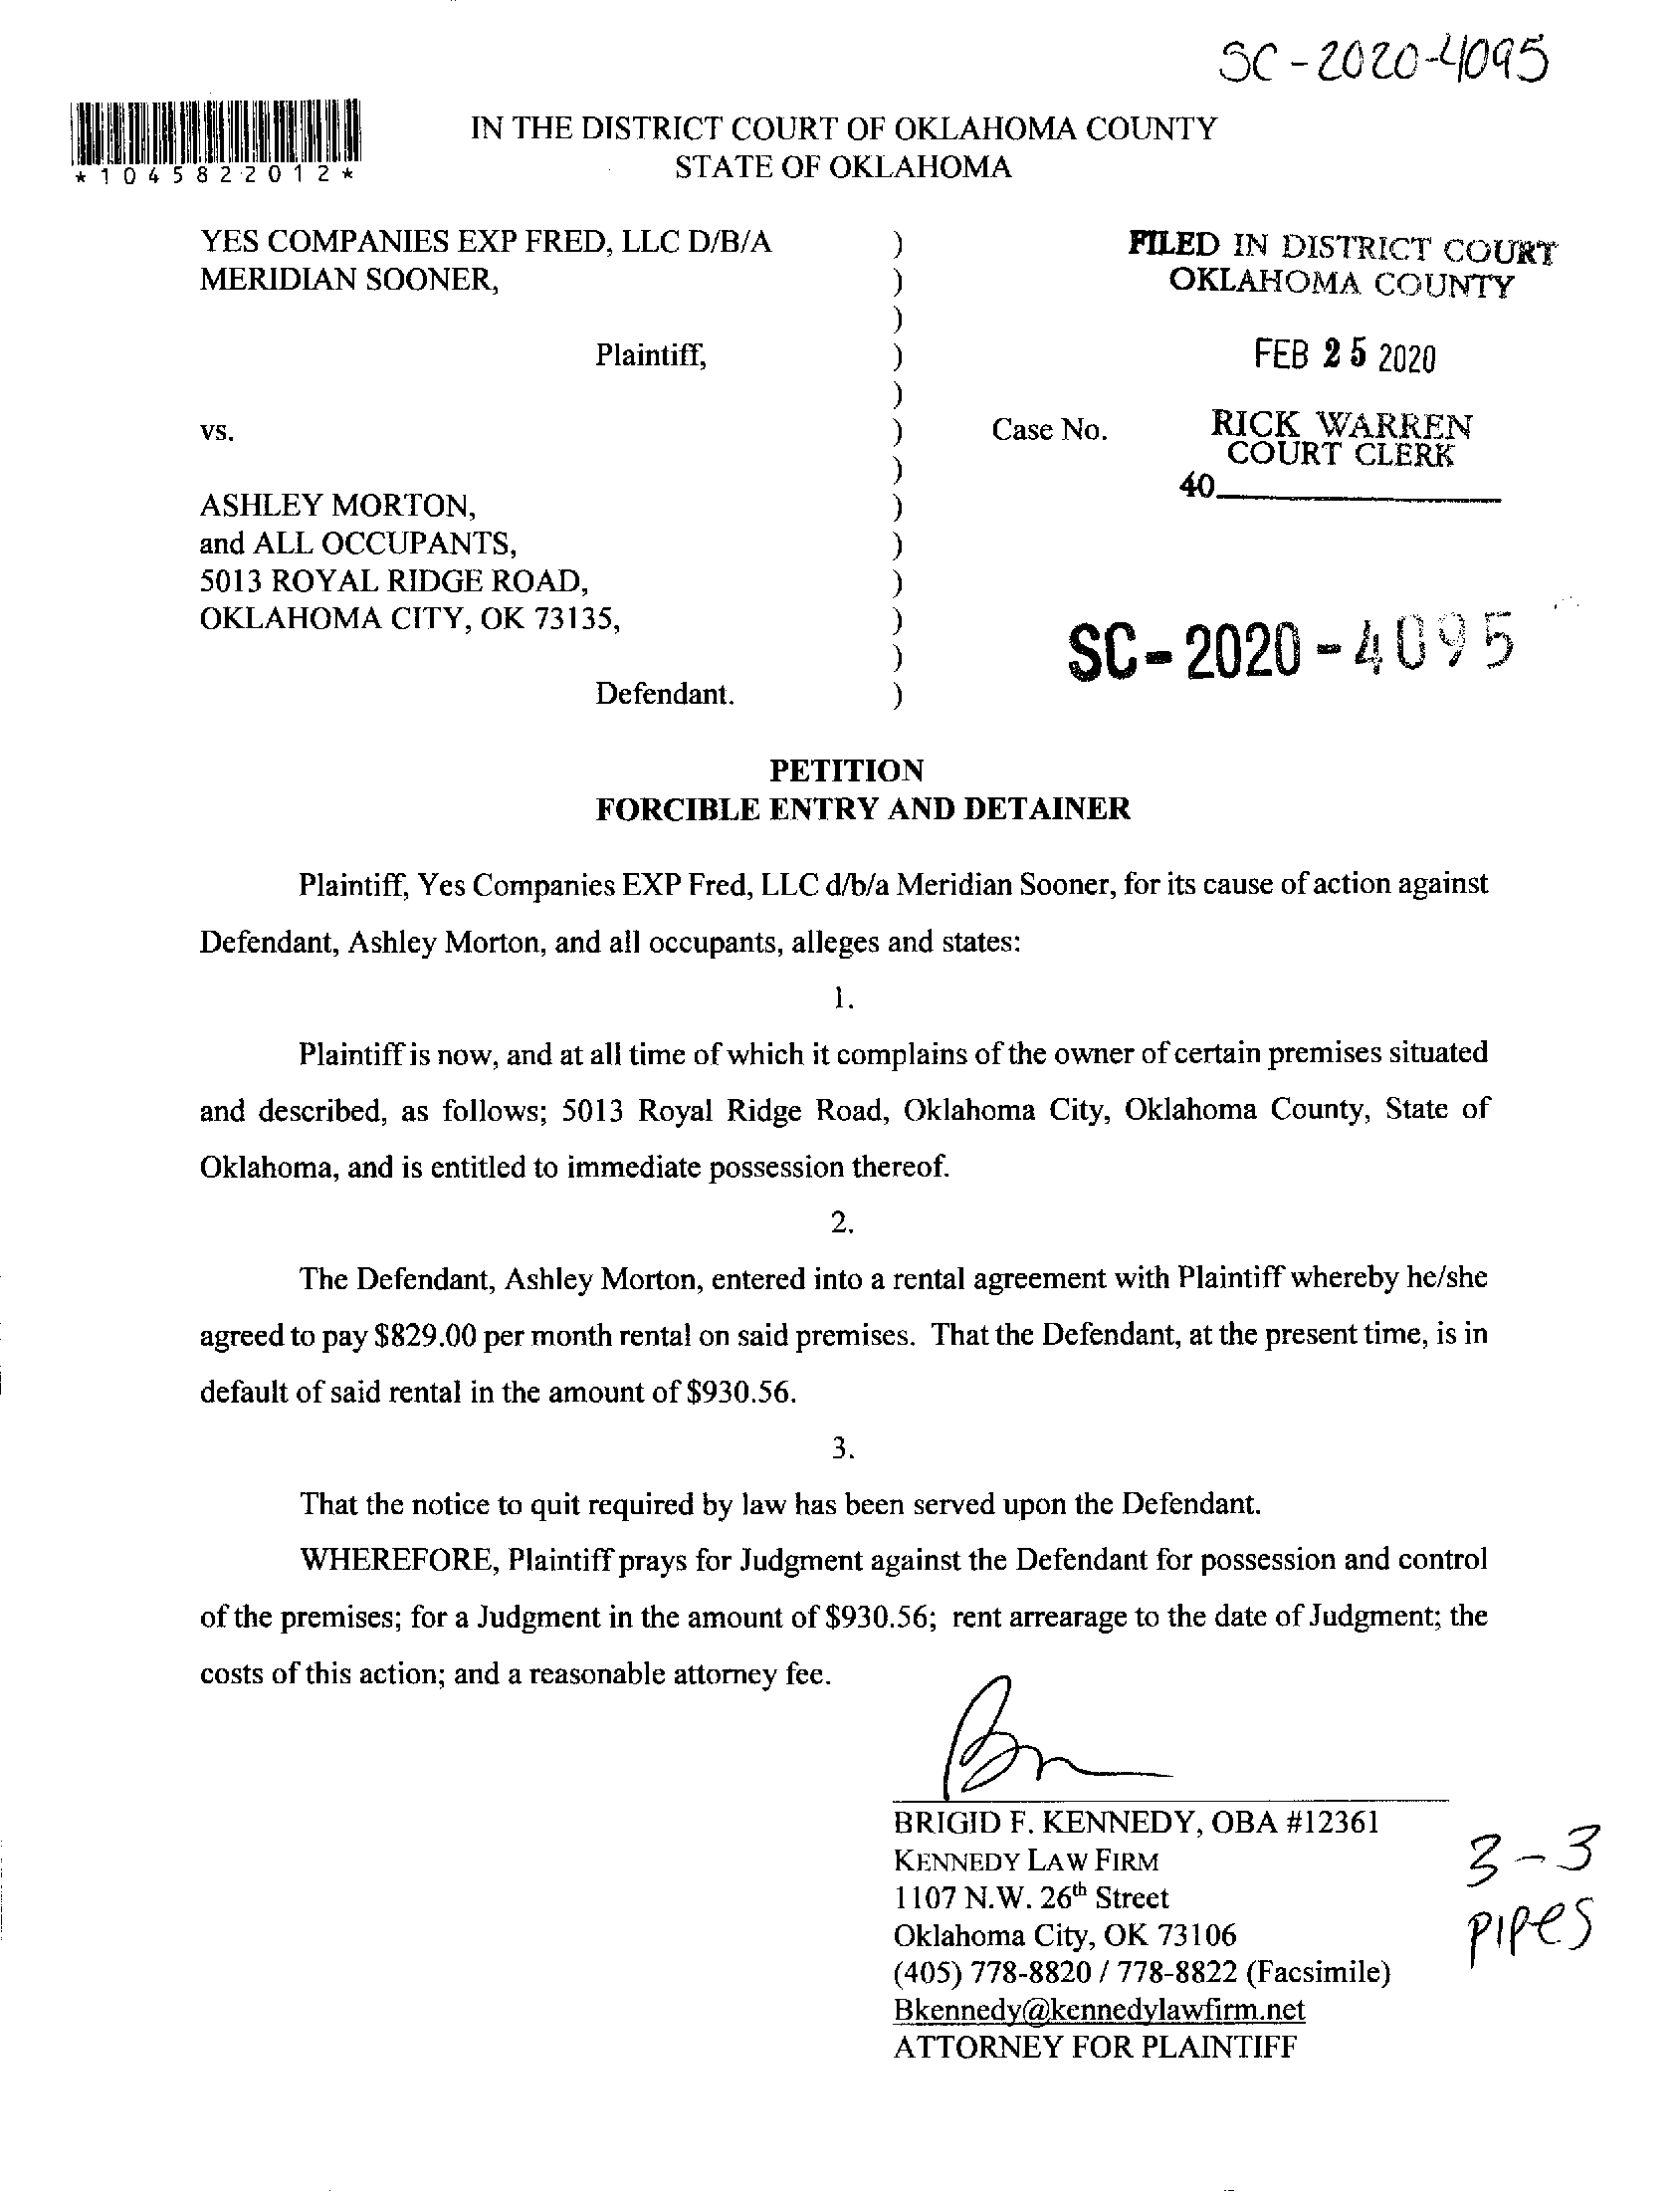 SC-2020-4095
*1045822012*
IN THE DISTRICT COURT OF OKLAHOMA COUNTY
STATE OF OKLAHOMA
YES COMPANIES EXP FRED, LLC D/B/A )
MERIDIAN SOONER, )
)
Plaintiff, )
)
vs. ) Case No.
)
ASHLEY MORTON, )
and ALL OCCUPANTS, )
5013 ROYAL RIDGE ROAD, )
OKLAHOMA CITY, OK 73135, )
)
Defendant. )
FILED IN DISTRICT COURT
OKLAHOMA COUNTY
FEB 25 2020
RICK WARREN
COURT CLERK
40
SC-2020-4095
PETITION
FORCIBLE ENTRY AND DETAINER
Plaintiff, Yes Companies EXP Fred, LLC d/b/a Meridian Sooner, for its cause of action against
Defendant, Ashley Morton, and all occupants, alleges and states:
1.
Plaintiff is now, and at all time of which it complains of the owner of certain premises situated
and described, as follows; 5013 Royal Ridge Road, Oklahoma City, Oklahoma County, State of
Oklahoma, and is entitled to immediate possession thereof.
2.
The Defendant, Ashley Morton, entered into a rental agreement with Plaintiff whereby he/she
agreed to pay $829.00 per month rental on said premises. That the Defendant, at the present time, is in
default of said rental in the amount of $930.56.
3.
That the notice to quit required by law has been served upon the Defendant.
WHEREFORE, Plaintiff prays for Judgment against the Defendant for possession and control
of the premises; for a Judgment in the amount of $930.56; rent arrearage to the date of Judgment; the
costs of this action; and a reasonable attorney fee.
BRIGID F. KENNEDY, OBA #12361
KENNEDY LAW FIRM
1107 N.W. 26th Street
Oklahoma City, OK 73106
(405) 778-8820 / 778-8822 (Facsimile)
Bkennedy@kennedylawfirm.net
ATTORNEY FOR PLAINTIFF
3-3
PIPES